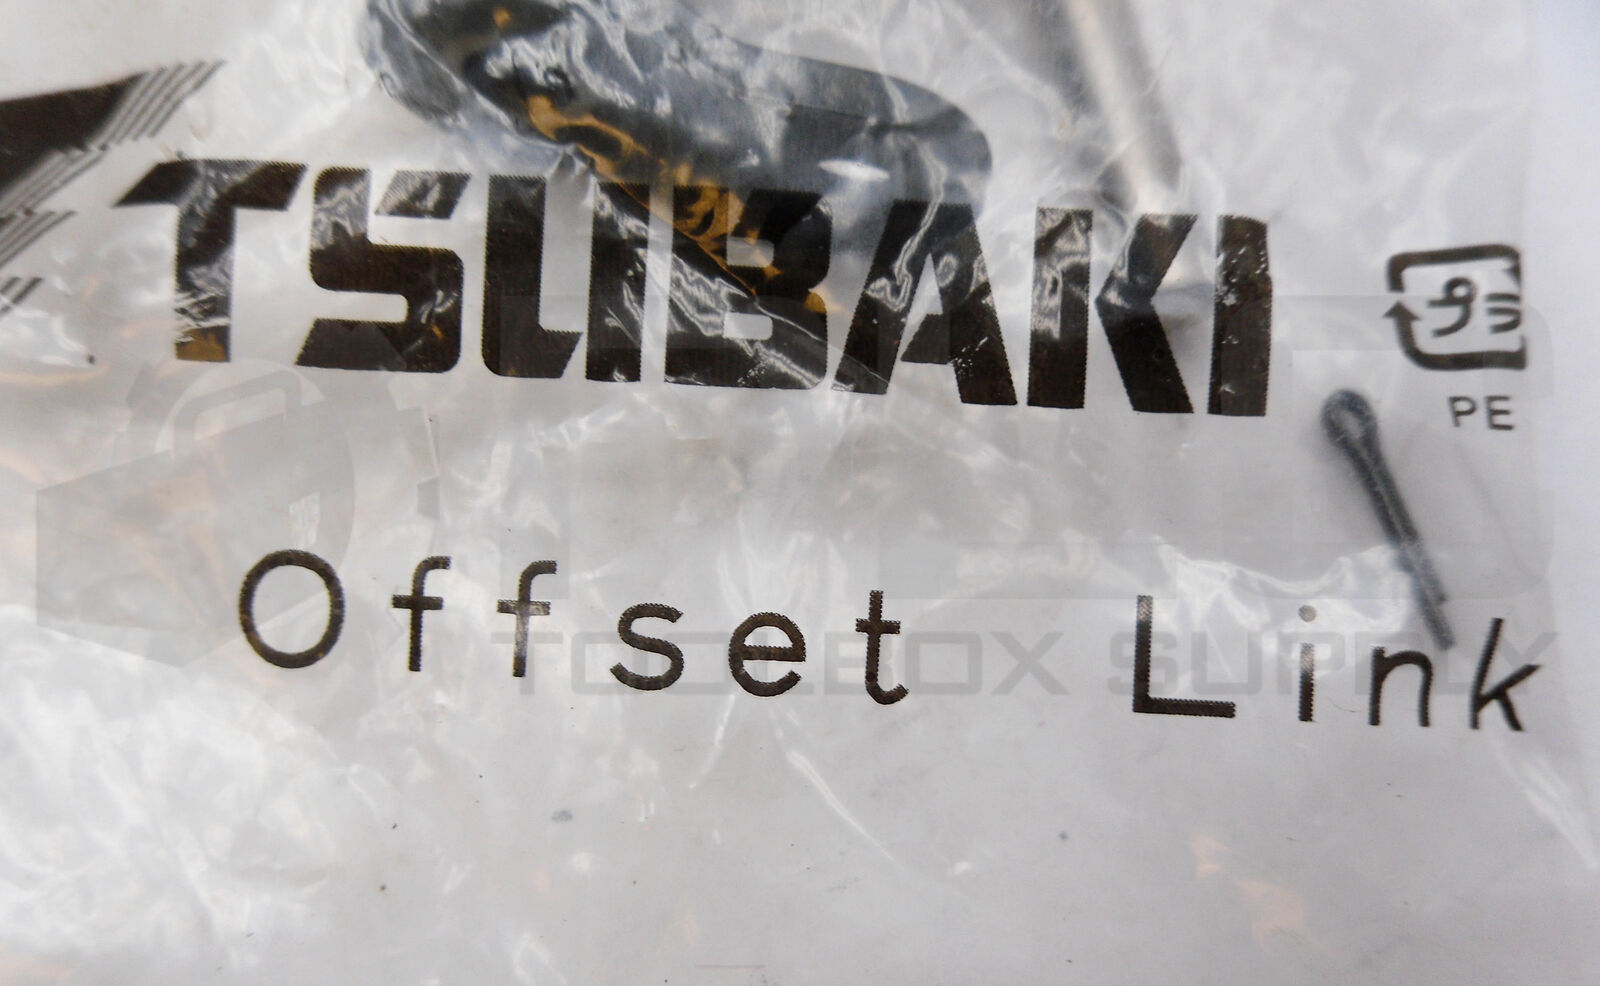 TSUBAKI
プラ
PE
Offset Link
TOOLBOX SUPPLY